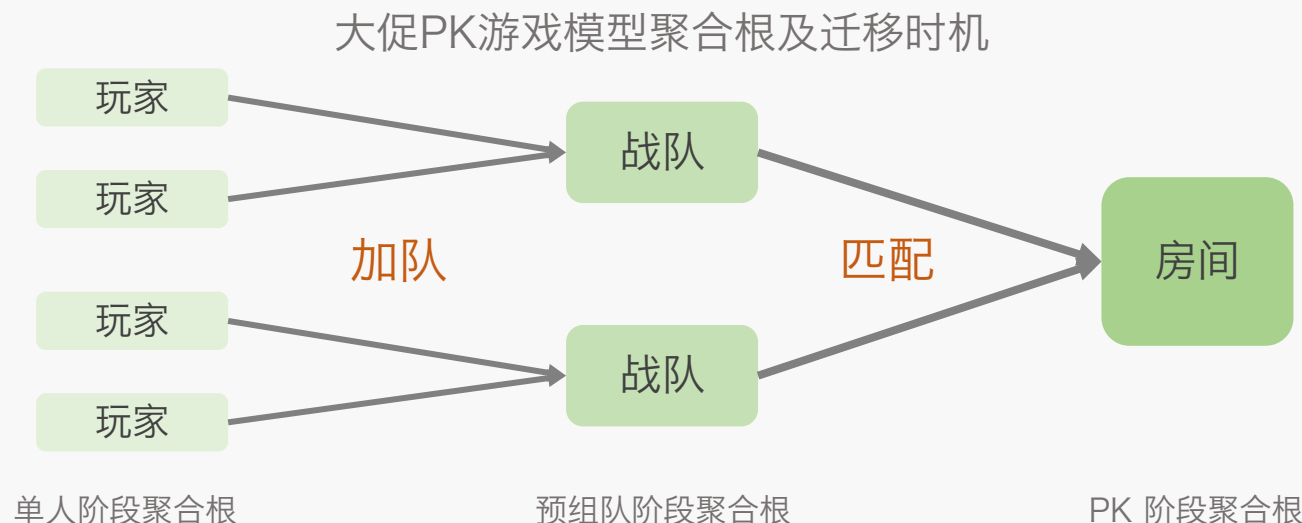 大促PK游戏模型聚合根及迁移时机
玩家
玩家
战队
加队
匹配
房间
玩家
玩家
战队
单人阶段聚合根
预组队阶段聚合根
PK 阶段聚合根